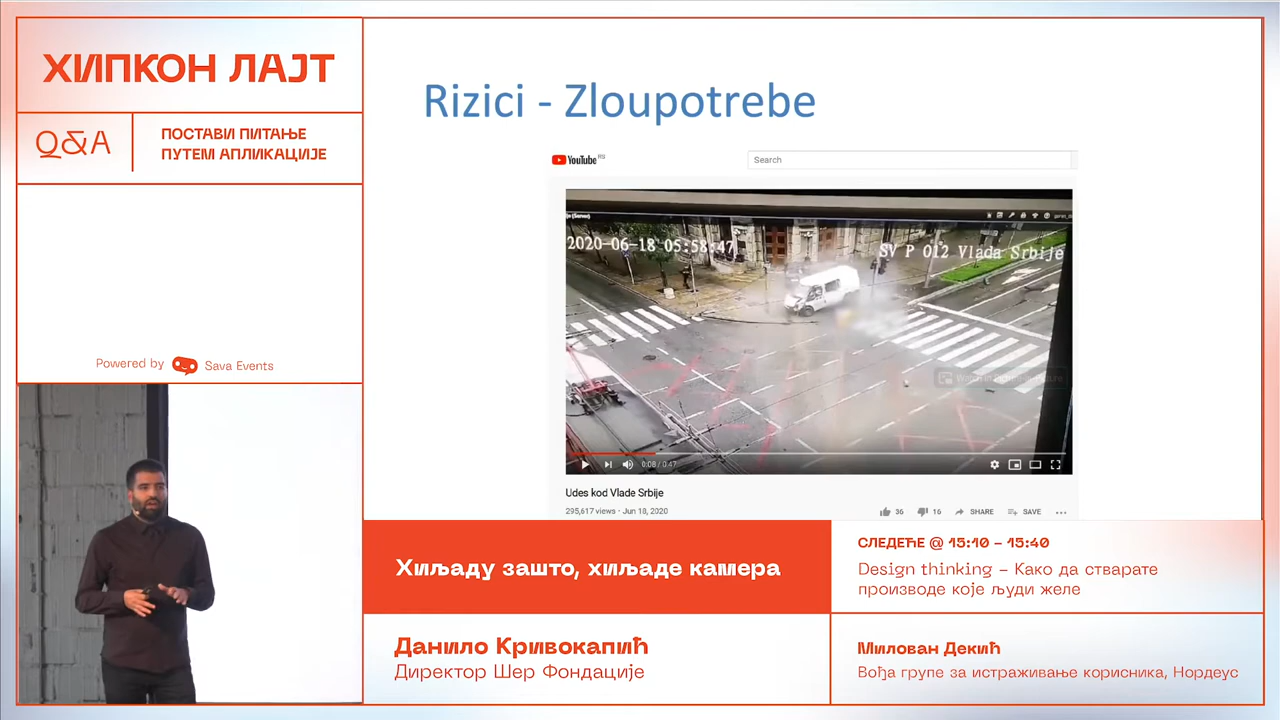 ХИПКОН ЛАЈТ
Q&A
ПОСТАВИ ПИТАЊЕ
ПУТЕМ АПЛИКАЦИЈЕ
Powered by Sava Events
Rizici - Zloupotrebe
YouTube RS
Search
2020-06-18 05:58:47
SV P 012 Vlada Srbije
0:08 / 0:47
Udes kod Vlade Srbije
295,617 views · Jun 18, 2020
36 16 SHARE SAVE
Хиљаду зашто, хиљаде камера
Данило Кривокапић
Директор Шер Фондације
СЛЕДЕЋЕ @ 15:10 – 15:40
Design thinking – Како да стварате
производе које људи желе
Милован Декић
Вођа групе за истраживање корисника, Нордеус